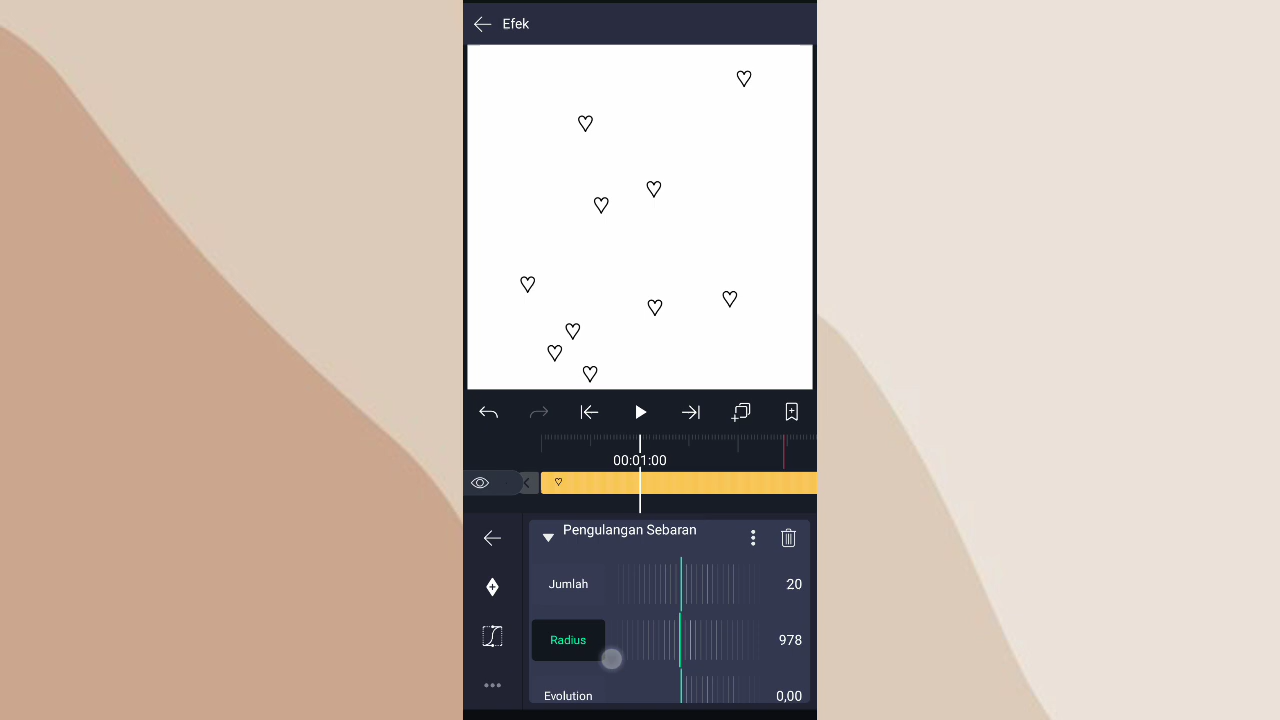 Efek
00:01:00
Pengulangan Sebaran
Jumlah
20
Radius
978
Evolution
0,00